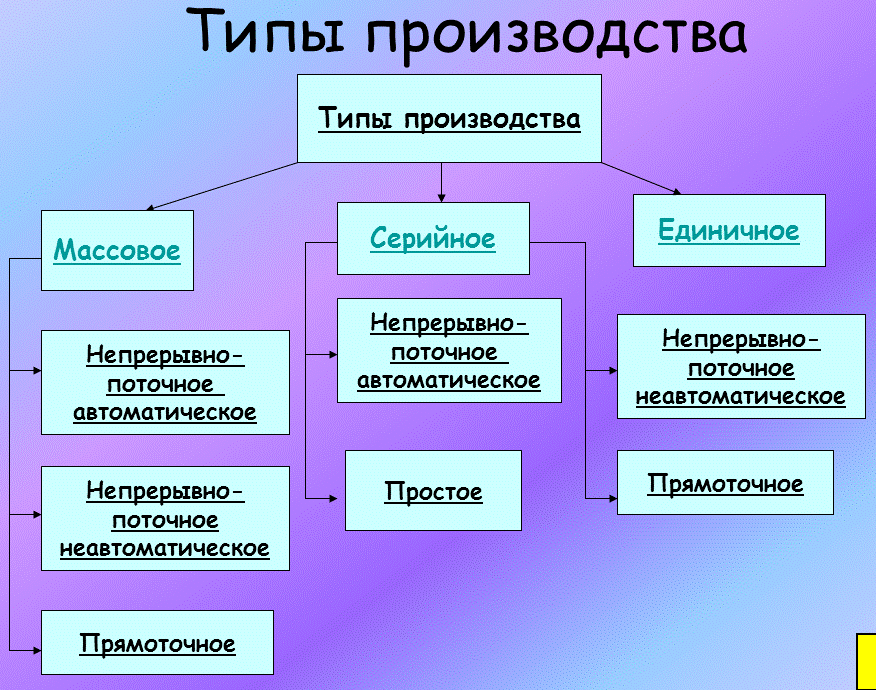 Типы производства
Типы производства
Массовое
Серийное
Единичное
Непрерывно-
поточное
автоматическое
Непрерывно-
поточное
неавтоматическое
Прямоточное
Непрерывно-
поточное
автоматическое
Простое
Непрерывно-
поточное
неавтоматическое
Прямоточное